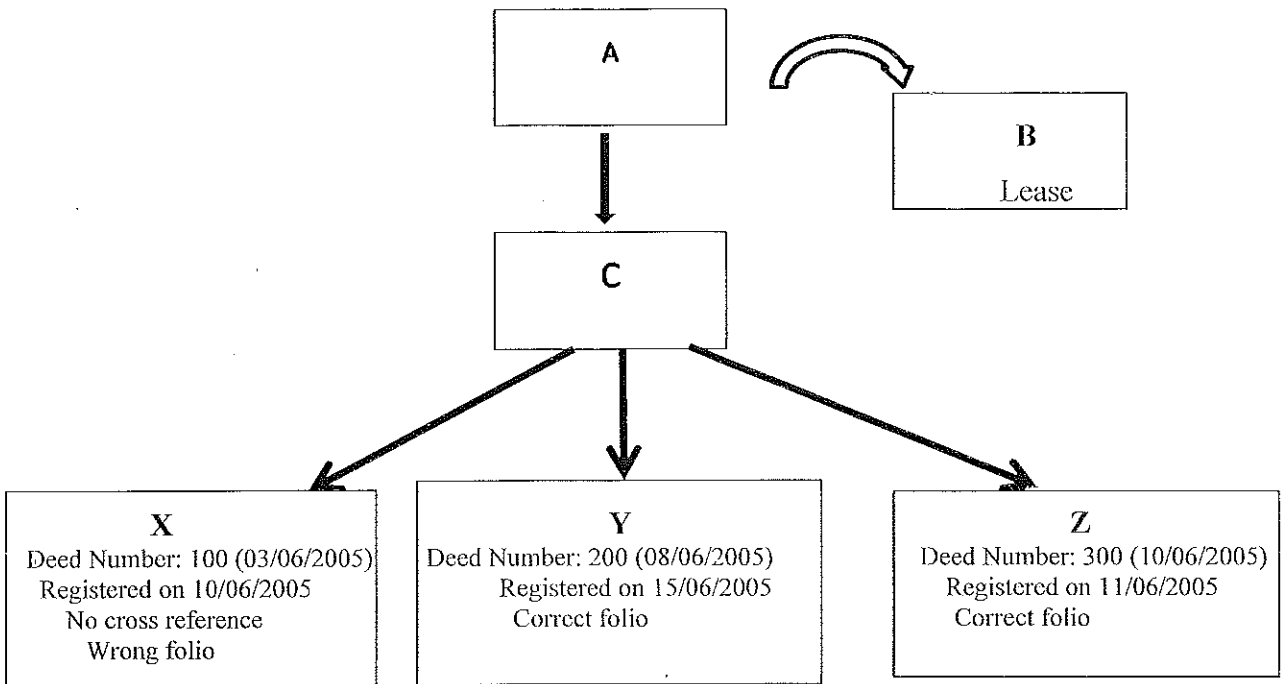 A
B
Lease
C
X
Deed Number: 100 (03/06/2005)
Registered on 10/06/2005
No cross reference
Wrong folio
Y
Deed Number: 200 (08/06/2005)
Registered on 15/06/2005
Correct folio
Z
Deed Number: 300 (10/06/2005)
Registered on 11/06/2005
Correct folio